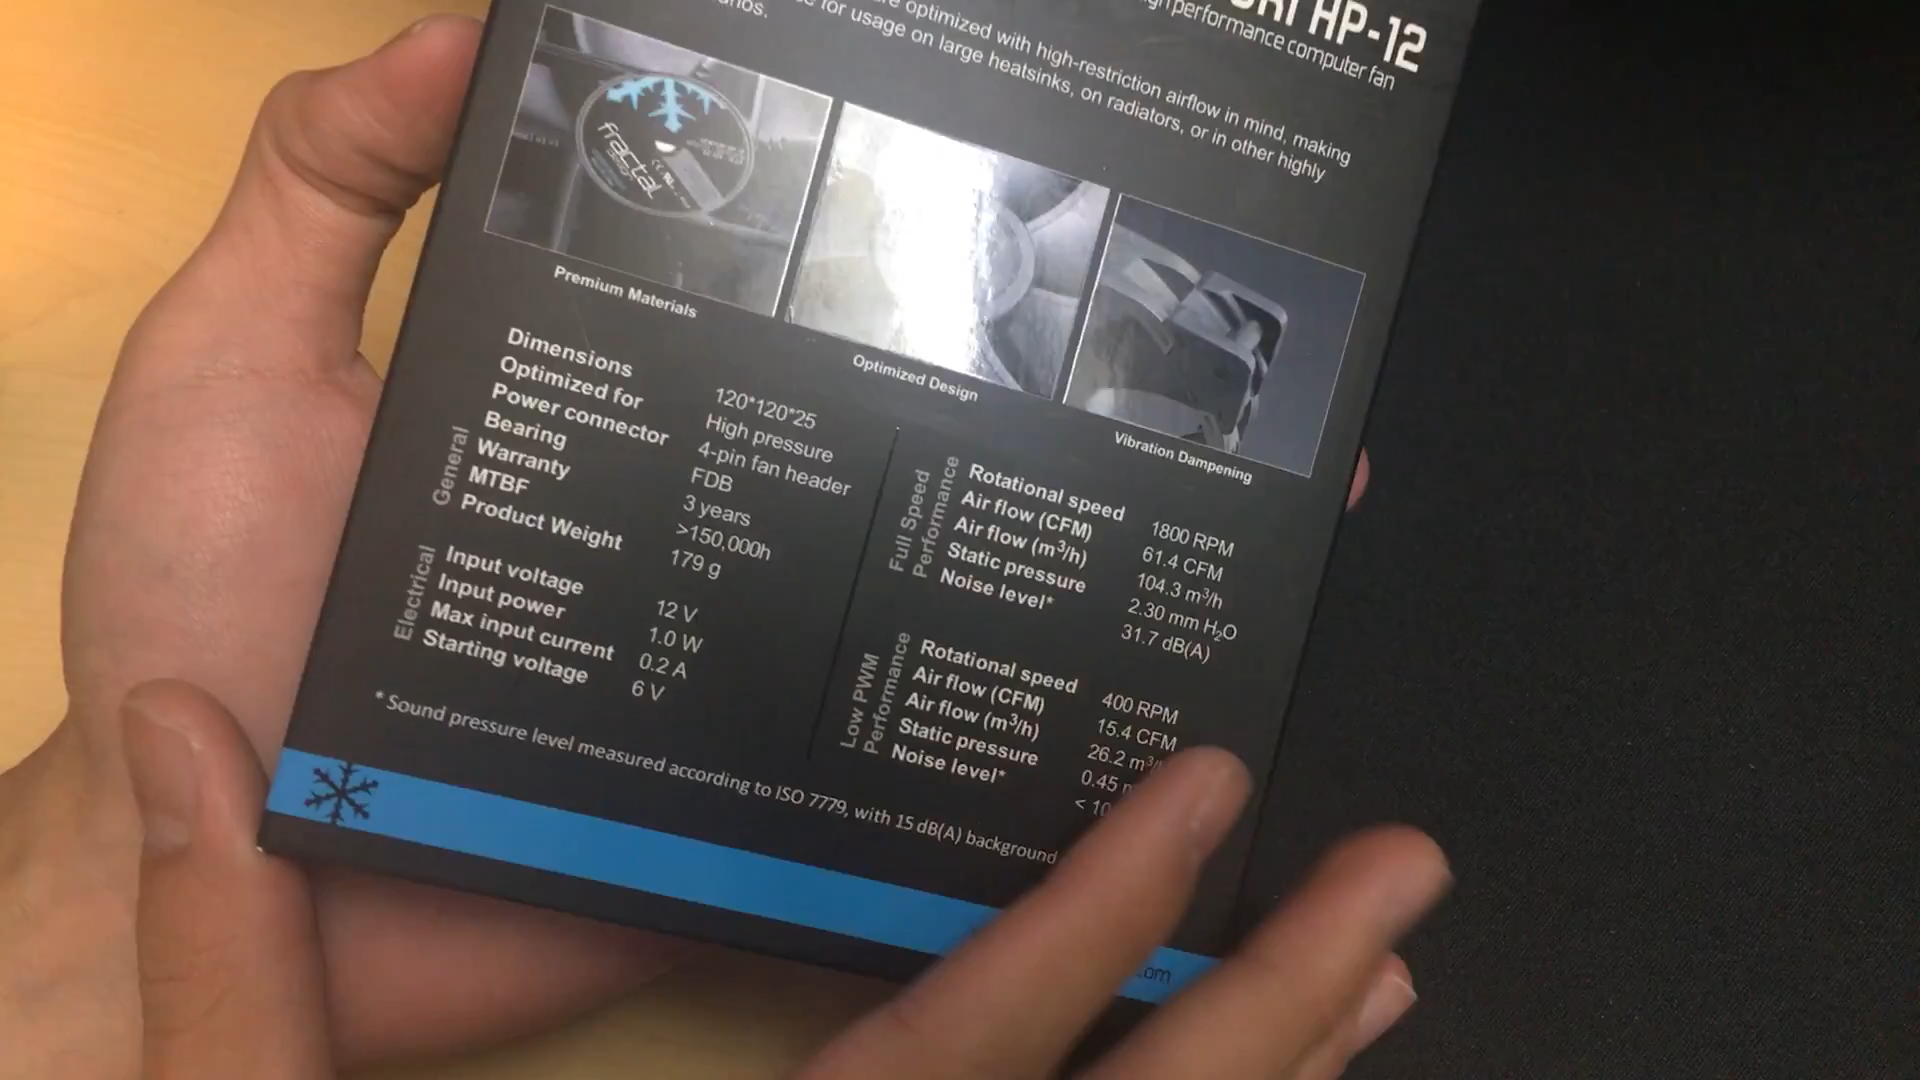 HP-12
high performance computer fan
are optimized with high-restriction airflow in mind, making
for usage on large heatsinks, on radiators, or in other highly
fractal
Premium Materials
Optimized Design
Vibration Dampening
General
Dimensions 120*120*25
Optimized for High pressure
Power connector 4-pin fan header
Bearing FDB
Warranty 3 years
MTBF >150,000h
Product Weight 179 g
Electrical
Input voltage 12 V
Input power 1.0 W
Max input current 0.2 A
Starting voltage 6 V
Full Speed Performance
Rotational speed 1800 RPM
Air flow (CFM) 61.4 CFM
Air flow (m³/h) 104.3 m³/h
Static pressure 2.30 mm H₂O
Noise level* 31.7 dB(A)
Low PWM Performance
Rotational speed 400 RPM
Air flow (CFM) 15.4 CFM
Air flow (m³/h) 26.2 m³/
Static pressure 0.45
Noise level* < 10
* Sound pressure level measured according to ISO 7779, with 15 dB(A) background
.com